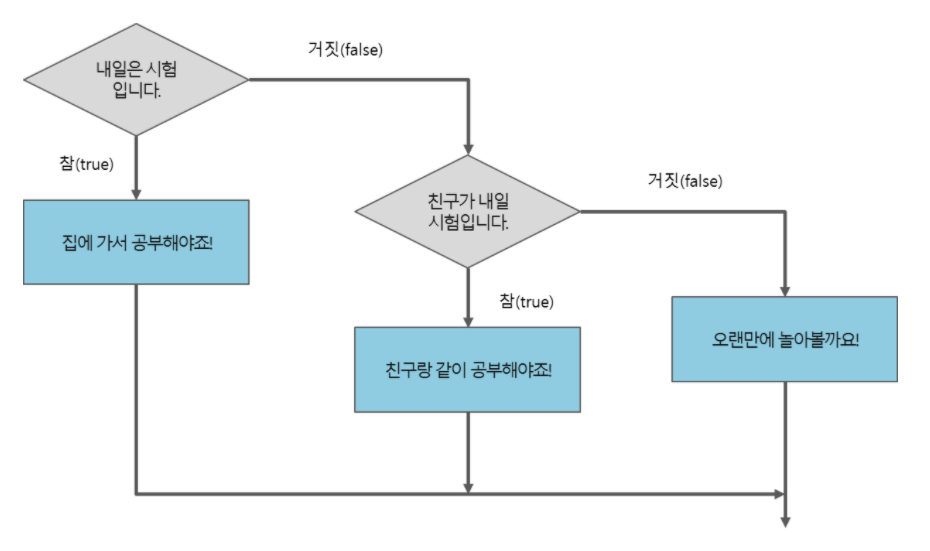 내일은 시험
입니다.
거짓(false)
참(true)
집에 가서 공부해야죠!
친구가 내일
시험입니다.
거짓(false)
참(true)
친구랑 같이 공부해야죠!
오랜만에 놀아볼까요!